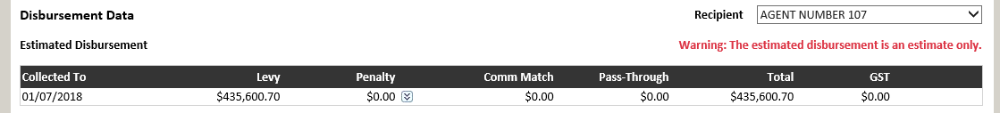 Disbursement Data Recipient AGENT NUMBER 107
Estimated Disbursement Warning: The estimated disbursement is an estimate only.
Collected To Levy Penalty Comm Match Pass-Through Total GST
01/07/2018 $435,600.70 $0.00 $0.00 $0.00 $435,600.70 $0.00